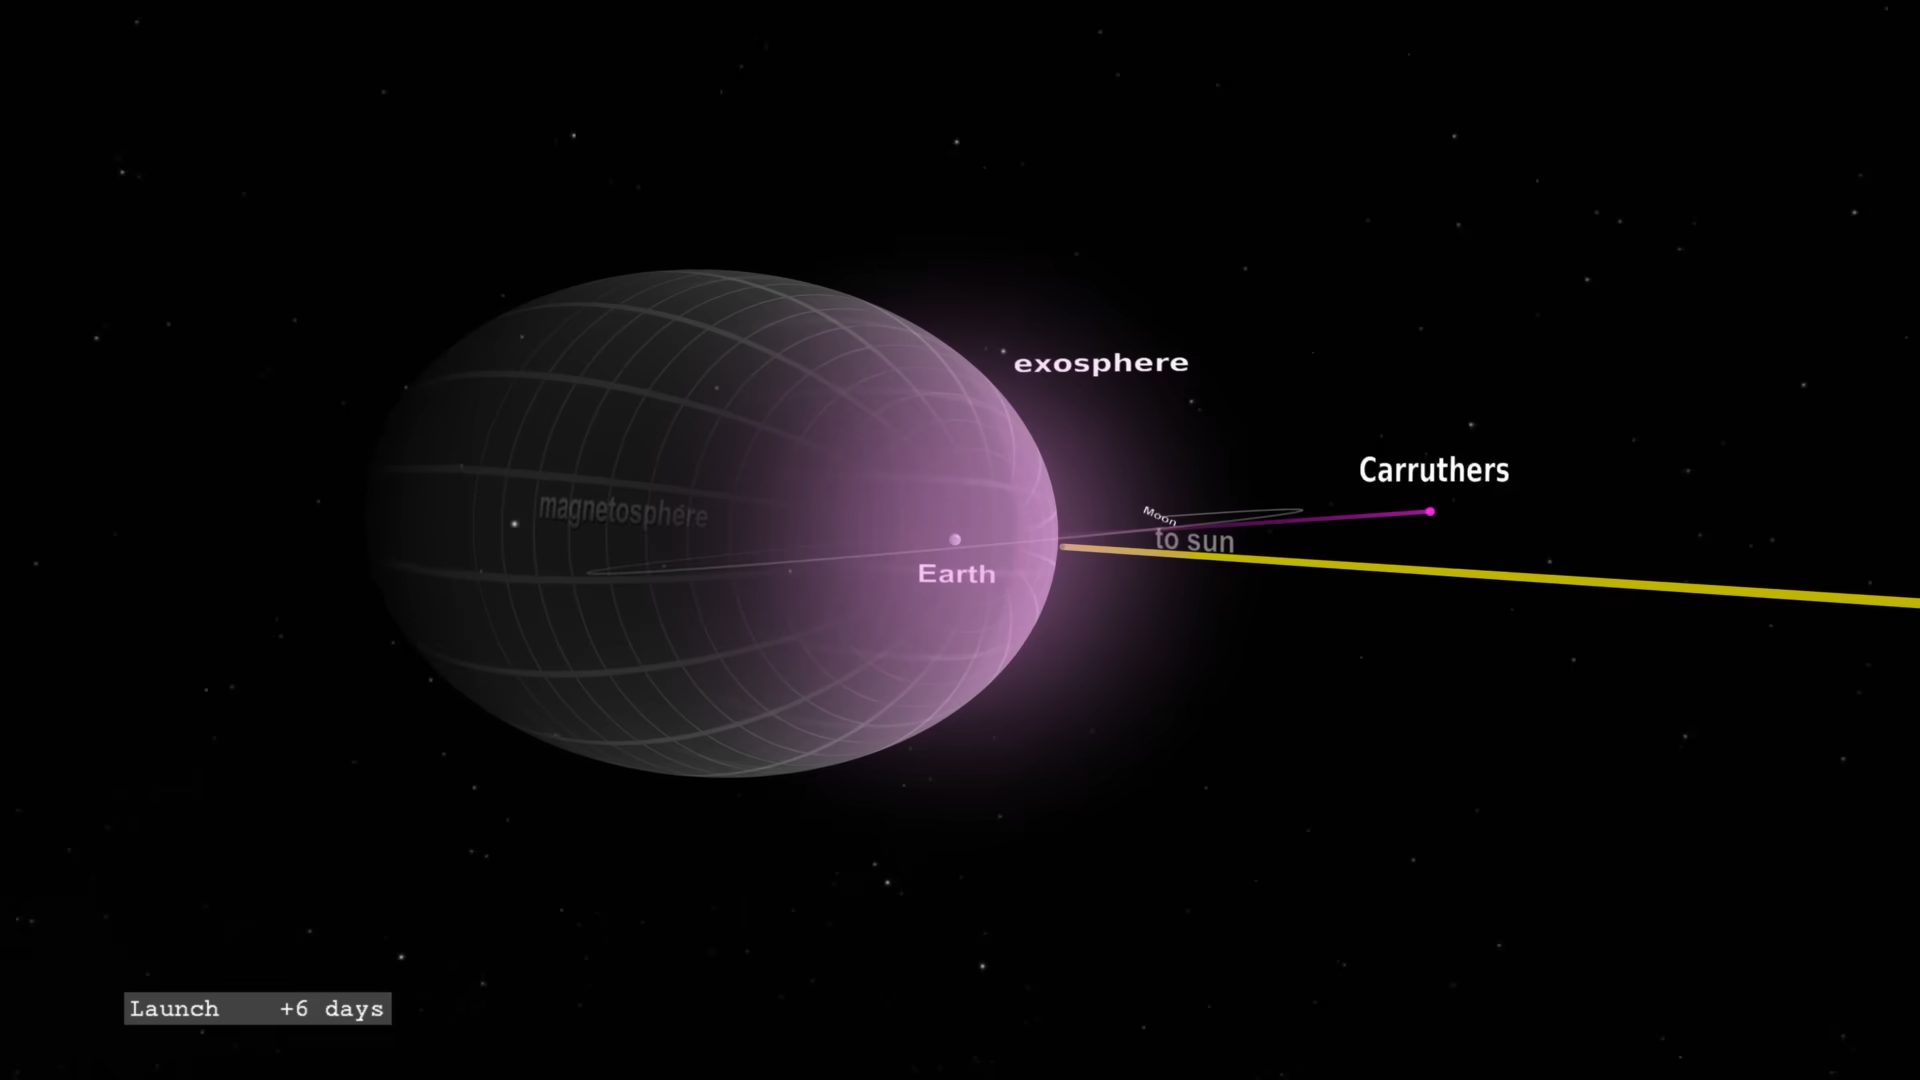 exosphere
Carruthers
magnetosphere
Moon
to sun
Earth
Launch +6 days